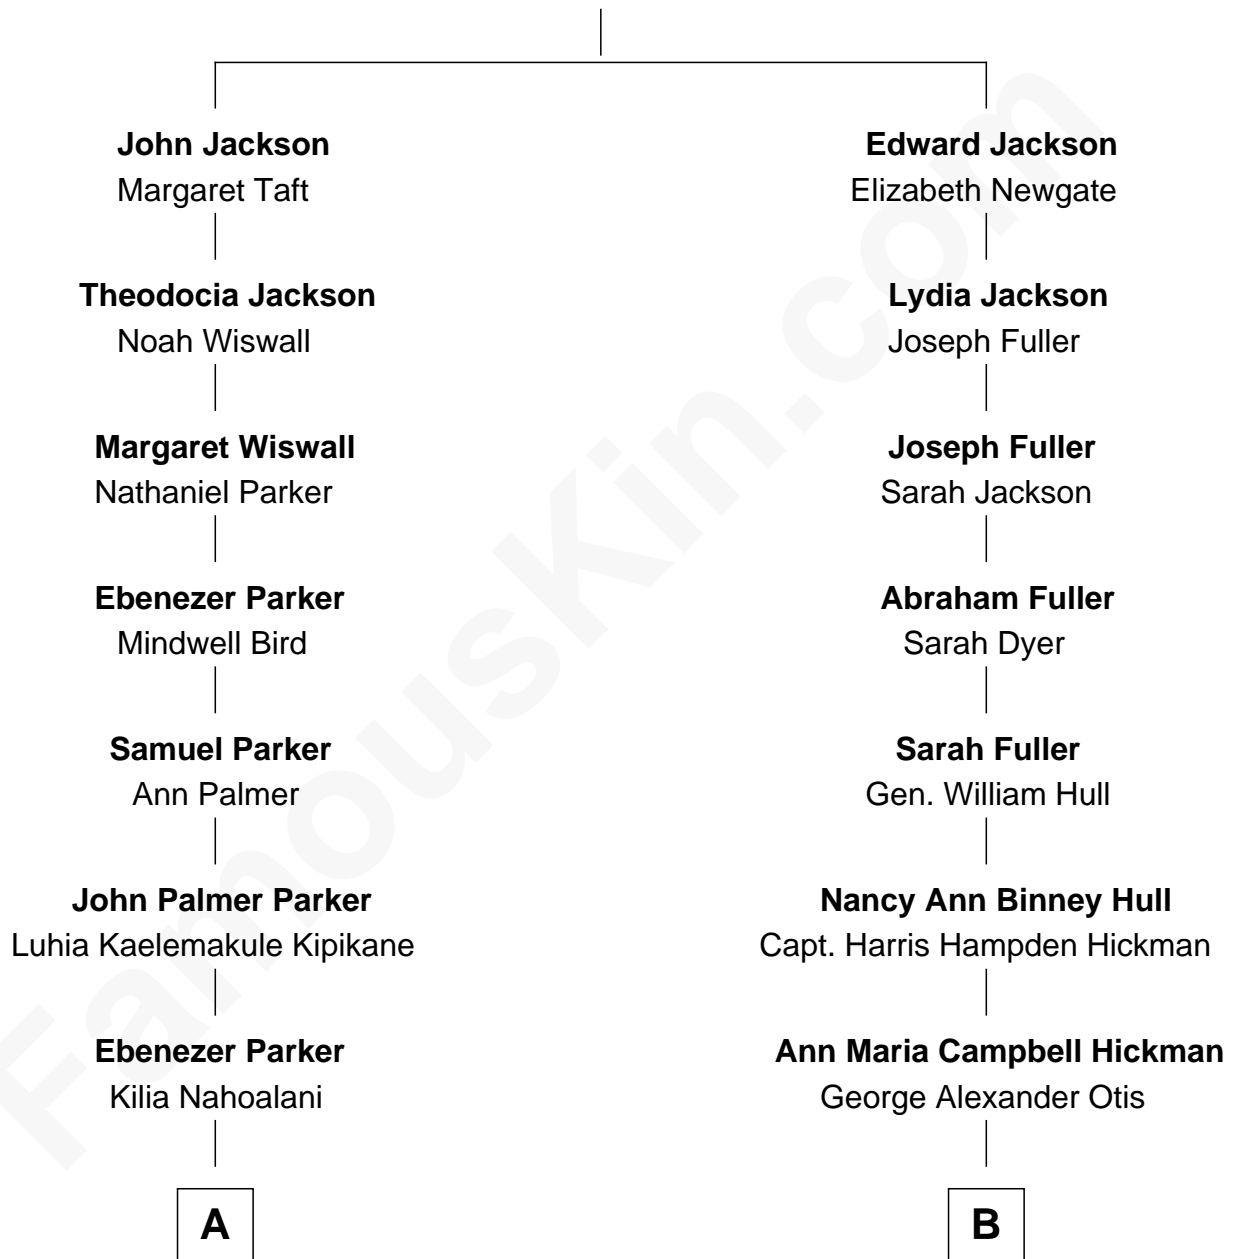 John Jackson
Margaret Taft
Theodocia Jackson
Noah Wiswall
Margaret Wiswall
Nathaniel Parker
Ebenezer Parker
Mindwell Bird
Samuel Parker
Ann Palmer
John Palmer Parker
Luhia Kaelemakule Kipikane
Ebenezer Parker
Kilia Nahoalani
A
Edward Jackson
Elizabeth Newgate
Lydia Jackson
Joseph Fuller
Joseph Fuller
Sarah Jackson
Abraham Fuller
Sarah Dyer
Sarah Fuller
Gen. William Hull
Nancy Ann Binney Hull
Capt. Harris Hampden Hickman
Ann Maria Campbell Hickman
George Alexander Otis
B
FamousKin.com